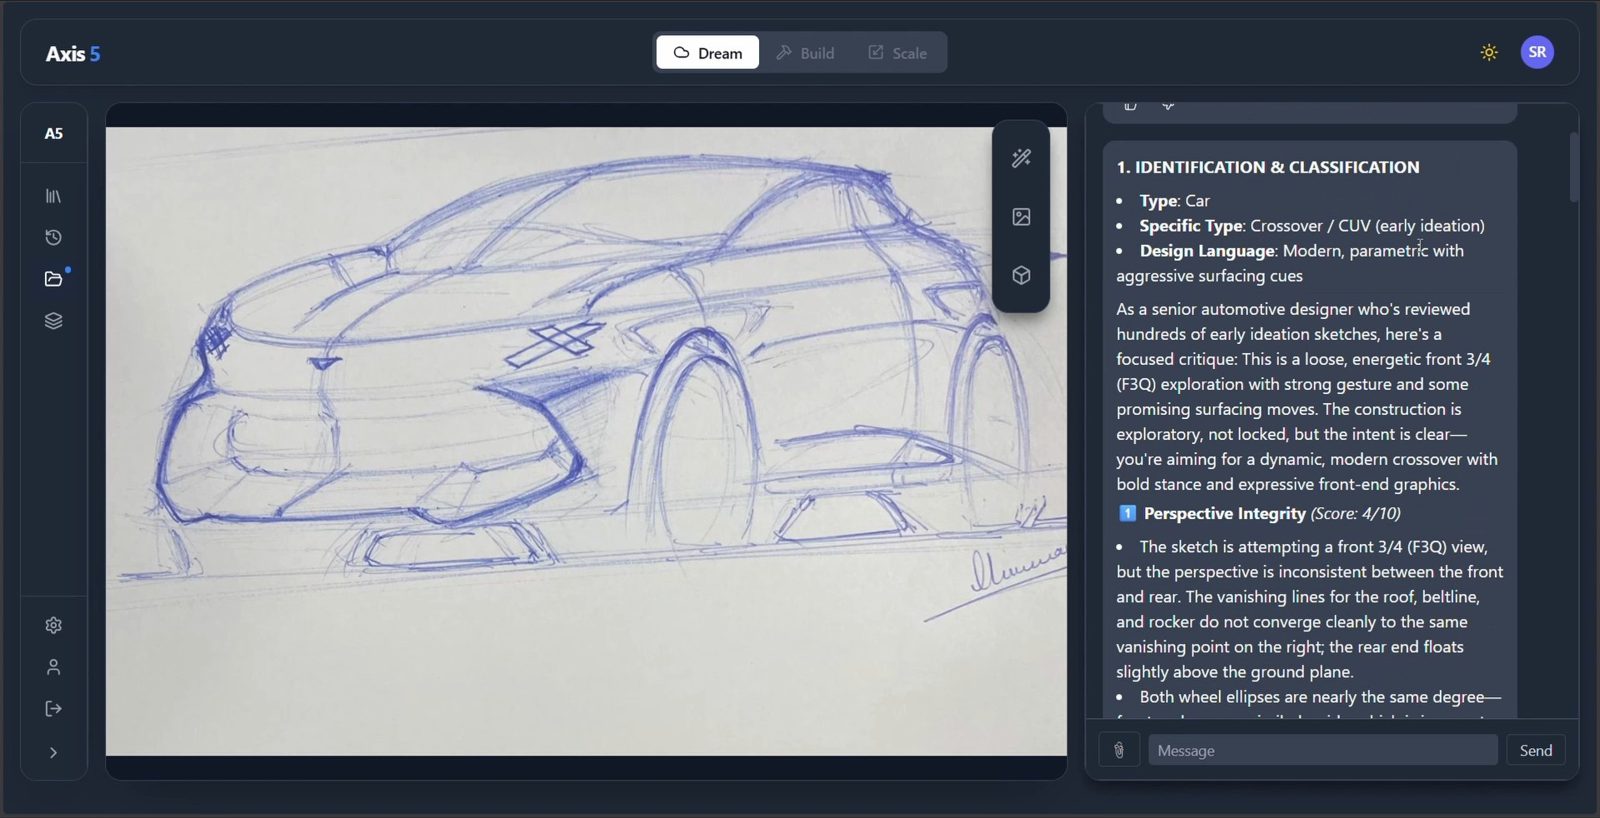 Axis 5
Dream
Build
Scale
SR
A5
1. IDENTIFICATION & CLASSIFICATION
• Type: Car
• Specific Type: Crossover / CUV (early ideation)
• Design Language: Modern, parametric with
aggressive surfacing cues
As a senior automotive designer who's reviewed
hundreds of early ideation sketches, here's a
focused critique: This is a loose, energetic front 3/4
(F3Q) exploration with strong gesture and some
promising surfacing moves. The construction is
exploratory, not locked, but the intent is clear—
you're aiming for a dynamic, modern crossover with
bold stance and expressive front-end graphics.
1️⃣ Perspective Integrity (Score: 4/10)
• The sketch is attempting a front 3/4 (F3Q) view,
but the perspective is inconsistent between the front
and rear. The vanishing lines for the roof, beltline,
and rocker do not converge cleanly to the same
vanishing point on the right; the rear end floats
slightly above the ground plane.
• Both wheel ellipses are nearly the same degree—
Message
Send